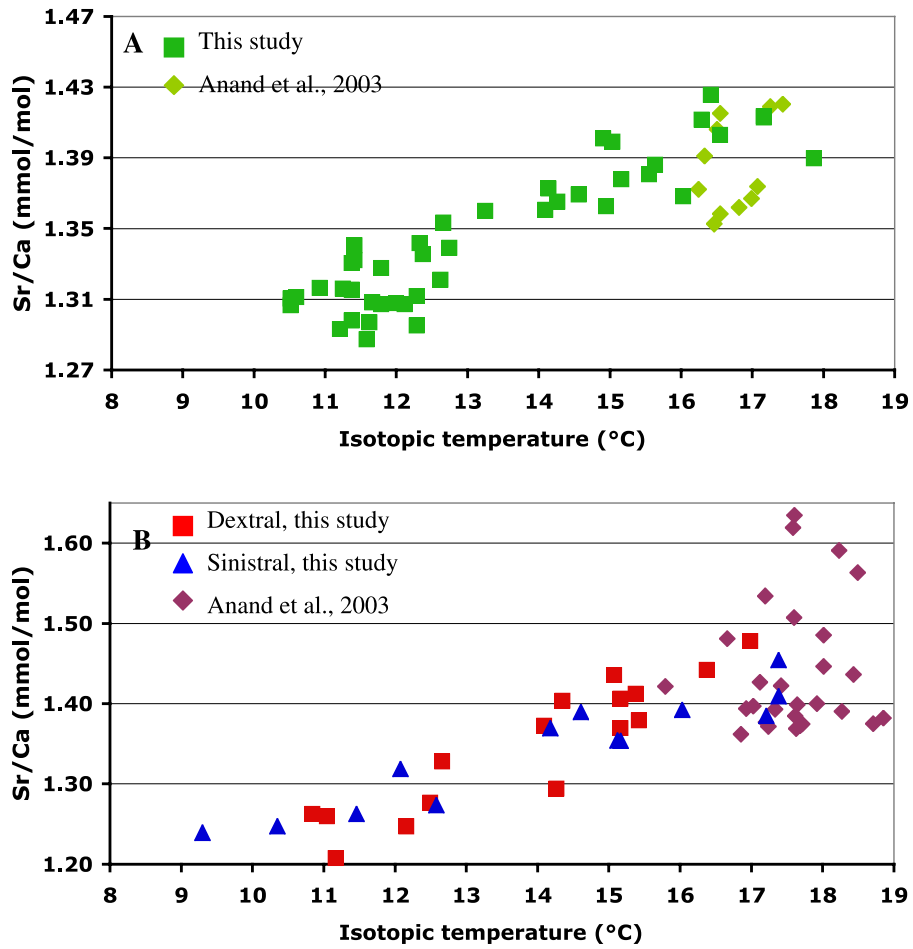 1.47
A
This study
Anand et al., 2003
1.43
1.39
1.35
1.31
1.27
Sr/Ca (mmol/mol)
8 9 10 11 12 13 14 15 16 17 18 19
Isotopic temperature (°C)
B
Dextral, this study
Sinistral, this study
Anand et al., 2003
1.60
1.50
1.40
1.30
1.20
Sr/Ca (mmol/mol)
8 9 10 11 12 13 14 15 16 17 18 19
Isotopic temperature (°C)